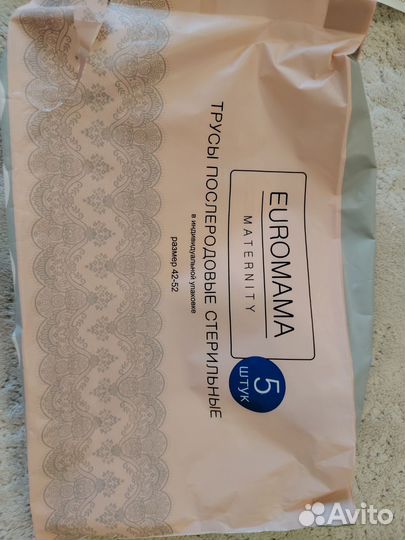 EUROMAMA
MATERNITY
5
ШТУК
ТРУСЫ ПОСЛЕРОДОВЫЕ СТЕРИЛЬНЫЕ
в индивидуальной упаковке
размер 42-52
Avito